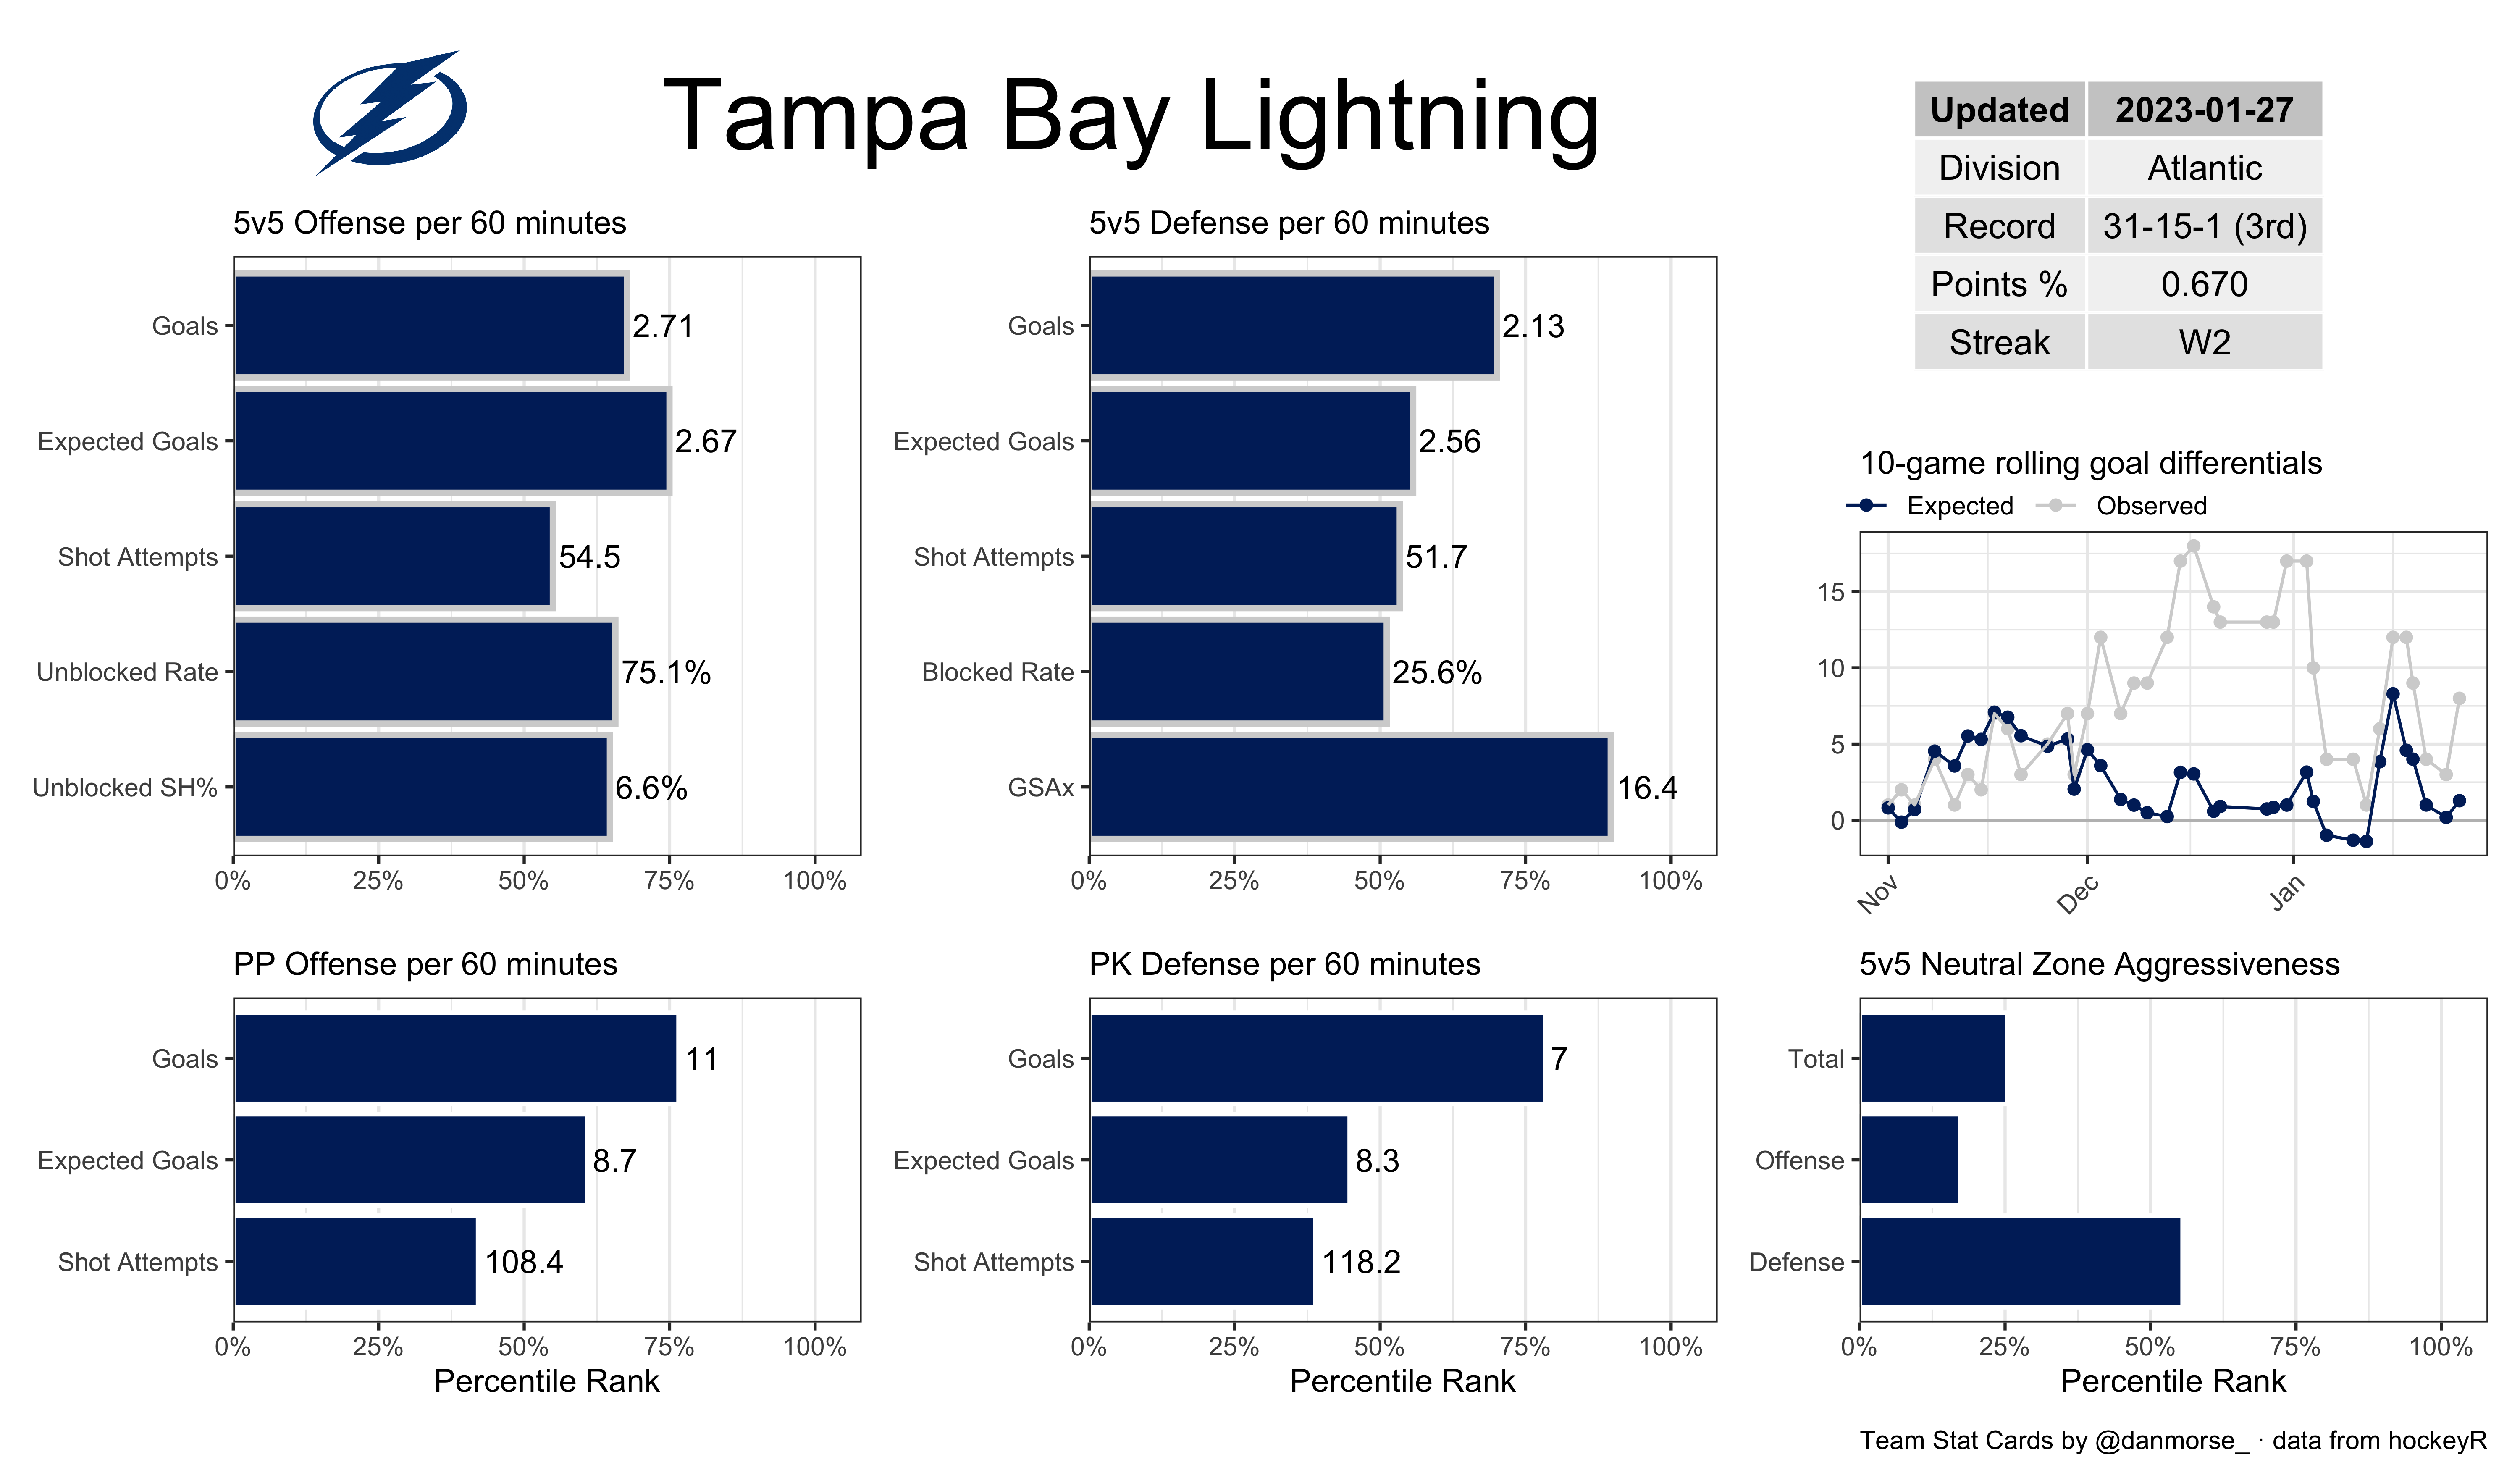 Tampa Bay Lightning
Updated 2023-01-27
Division Atlantic
Record 31-15-1 (3rd)
Points % 0.670
Streak W2
5v5 Offense per 60 minutes
Goals 2.71
Expected Goals 2.67
Shot Attempts 54.5
Unblocked Rate 75.1%
Unblocked SH% 6.6%
0% 25% 50% 75% 100%
5v5 Defense per 60 minutes
Goals 2.13
Expected Goals 2.56
Shot Attempts 51.7
Blocked Rate 25.6%
GSAx 16.4
0% 25% 50% 75% 100%
10-game rolling goal differentials
Expected Observed
15
10
5
0
Nov Dec Jan
PP Offense per 60 minutes
Goals 11
Expected Goals 8.7
Shot Attempts 108.4
0% 25% 50% 75% 100%
Percentile Rank
PK Defense per 60 minutes
Goals 7
Expected Goals 8.3
Shot Attempts 118.2
0% 25% 50% 75% 100%
Percentile Rank
5v5 Neutral Zone Aggressiveness
Total
Offense
Defense
0% 25% 50% 75% 100%
Percentile Rank
Team Stat Cards by @danmorse_ · data from hockeyR